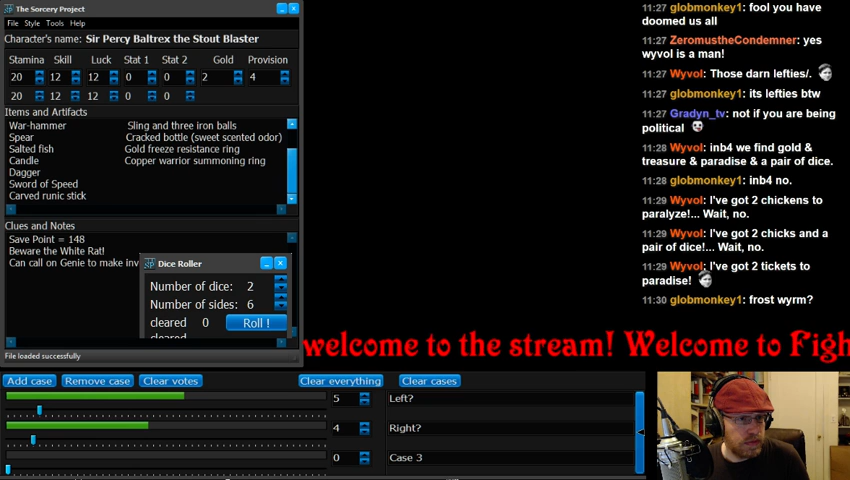 The Sorcery Project
File Style Tools Help
Character's name: Sir Percy Baltrex the Stout Blaster
Stamina Skill Luck Stat 1 Stat 2 Gold Provision
20 12 12 0 0 2 4
20 12 12 0 0
Items and Artifacts
War-hammer Sling and three iron balls
Spear Cracked bottle (sweet scented odor)
Salted fish Gold freeze resistance ring
Candle Copper warrior summoning ring
Dagger
Sword of Speed
Carved runic stick
Clues and Notes
Save Point = 148
Beware the White Rat!
Can call on Genie to make inv
Dice Roller
Number of dice: 2
Number of sides: 6
cleared 0 Roll !
cleared
File loaded successfully
11:27 globmonkey1: fool you have
doomed us all
11:27 ZeromustheCondemner: yes
wyvol is a man!
11:27 Wyvol: Those darn lefties/.
11:27 globmonkey1: its lefties btw
11:27 Gradyn_tv: not if you are being
political
11:28 Wyvol: inb4 we find gold &
treasure & paradise & a pair of dice.
11:28 globmonkey1: inb4 no.
11:29 Wyvol: I've got 2 chickens to
paralyze!... Wait, no.
11:29 Wyvol: I've got 2 chicks and a
pair of dice!... Wait, no.
11:29 Wyvol: I've got 2 tickets to
paradise!
11:30 globmonkey1: frost wyrm?
welcome to the stream! Welcome to Figh
Add case Remove case Clear votes Clear everything Clear cases
5 Left?
4 Right?
0 Case 3